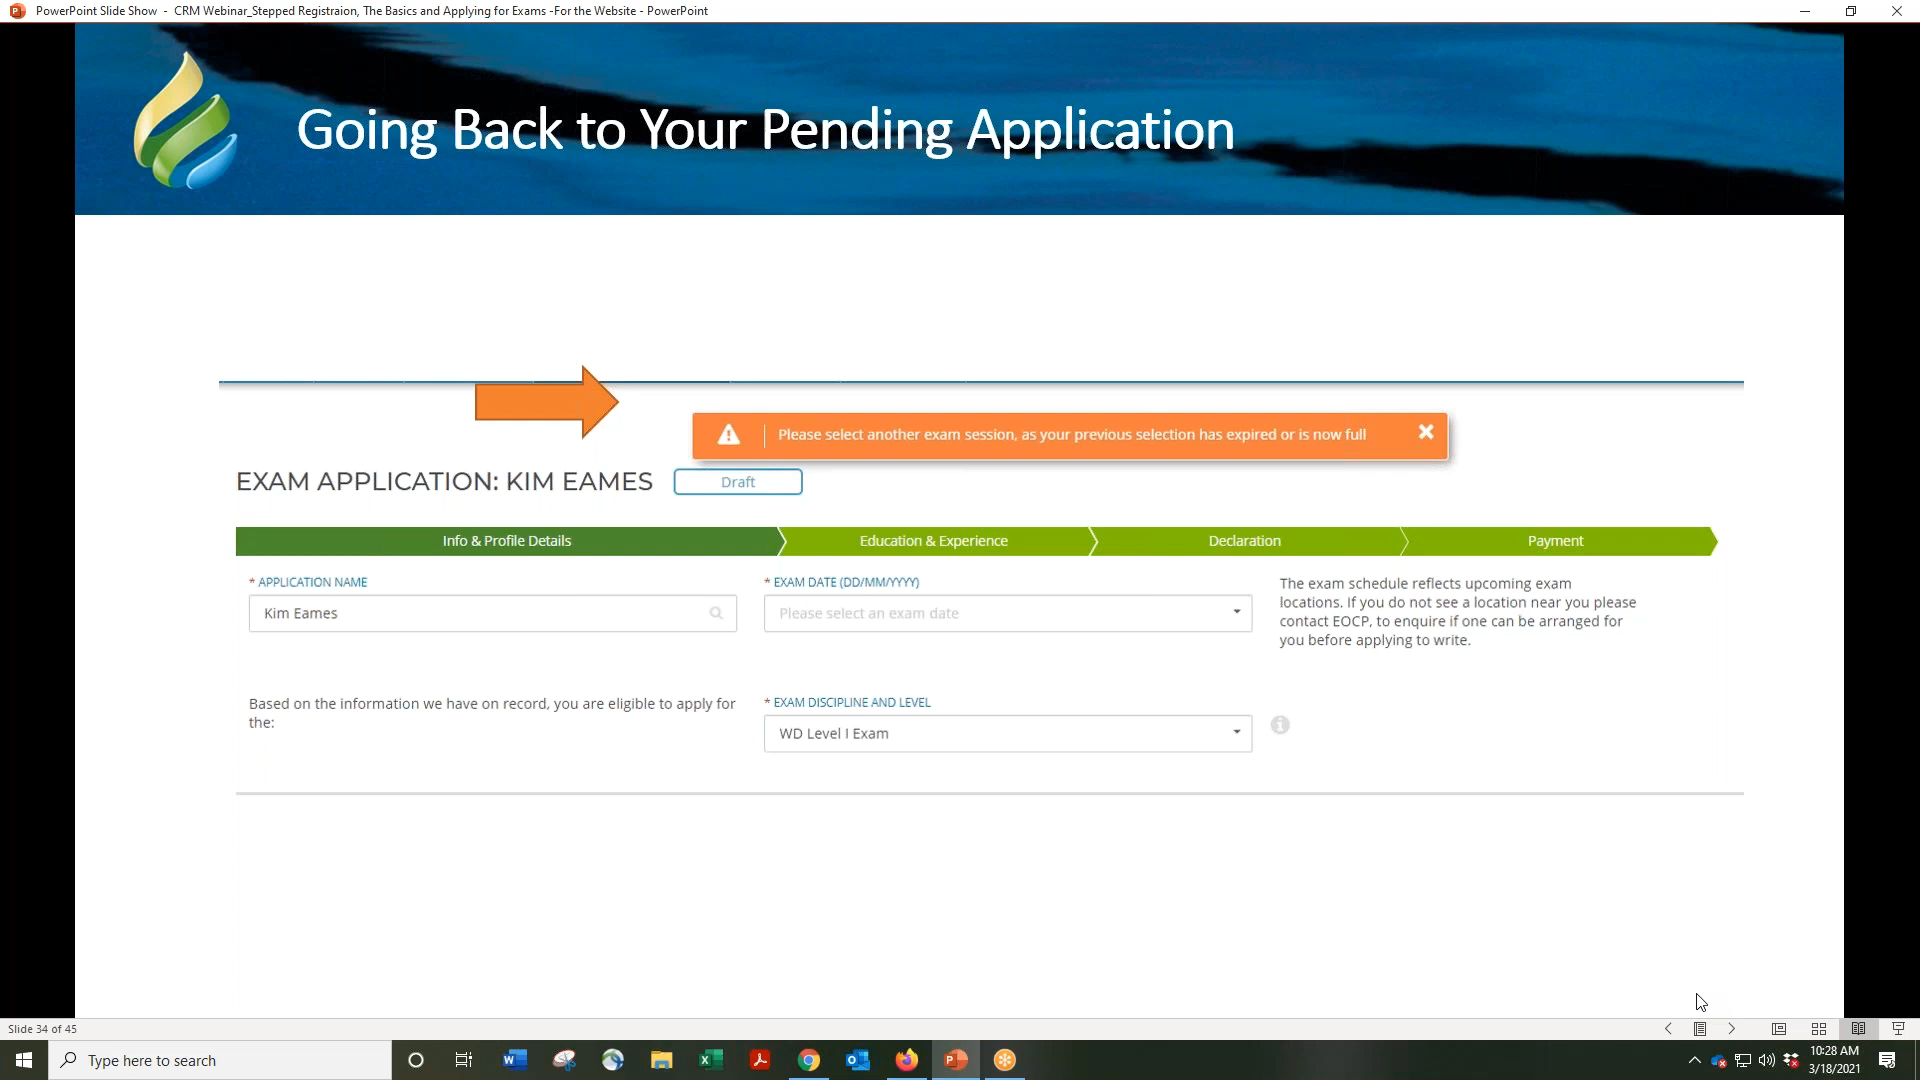 PowerPoint Slide Show - CRM Webinar_Stepped Registraion, The Basics and Applying for Exams -For the Website - PowerPoint
Going Back to Your Pending Application
Please select another exam session, as your previous selection has expired or is now full
EXAM APPLICATION: KIM EAMES
Draft
Info & Profile Details
Education & Experience
Declaration
Payment
* APPLICATION NAME
Kim Eames
* EXAM DATE (DD/MM/YYYY)
Please select an exam date
The exam schedule reflects upcoming exam
locations. If you do not see a location near you please
contact EOCP, to enquire if one can be arranged for
you before applying to write.
Based on the information we have on record, you are eligible to apply for
the:
* EXAM DISCIPLINE AND LEVEL
WD Level I Exam
Slide 34 of 45
Type here to search
10:28 AM
3/18/2021